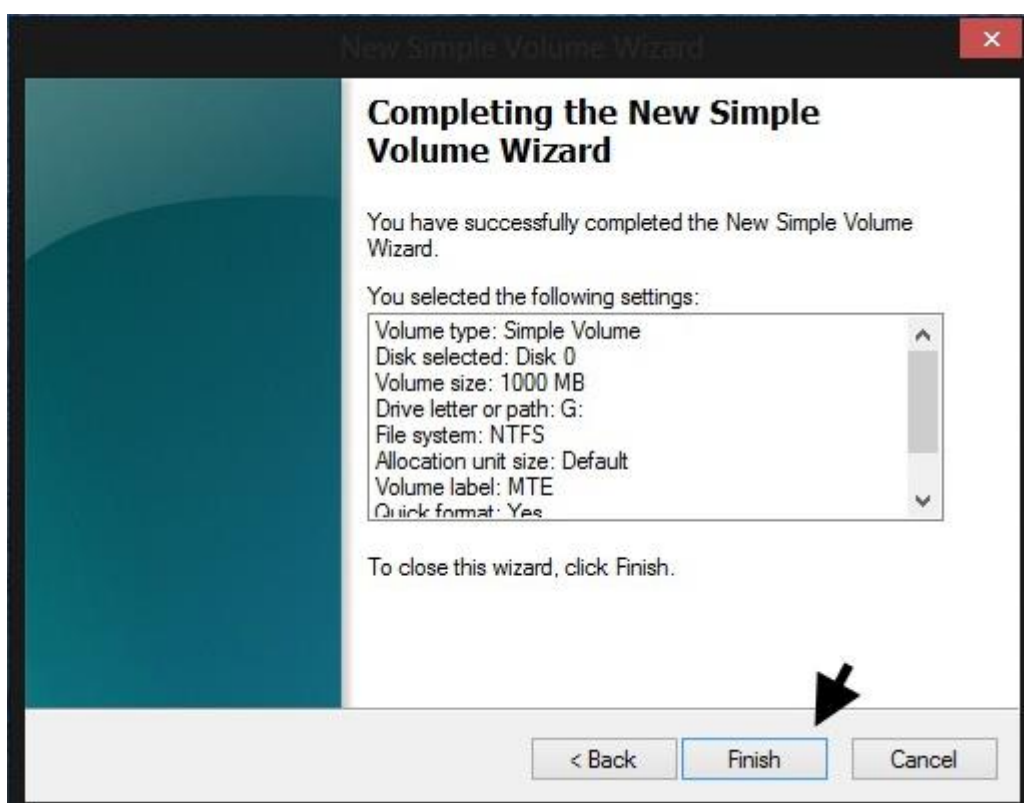 New Simple Volume Wizard
Completing the New Simple
Volume Wizard
You have successfully completed the New Simple Volume
Wizard.
You selected the following settings:
Volume type: Simple Volume
Disk selected: Disk 0
Volume size: 1000 MB
Drive letter or path: G:
File system: NTFS
Allocation unit size: Default
Volume label: MTE
Quick format: Yes
To close this wizard, click Finish.
< Back
Finish
Cancel